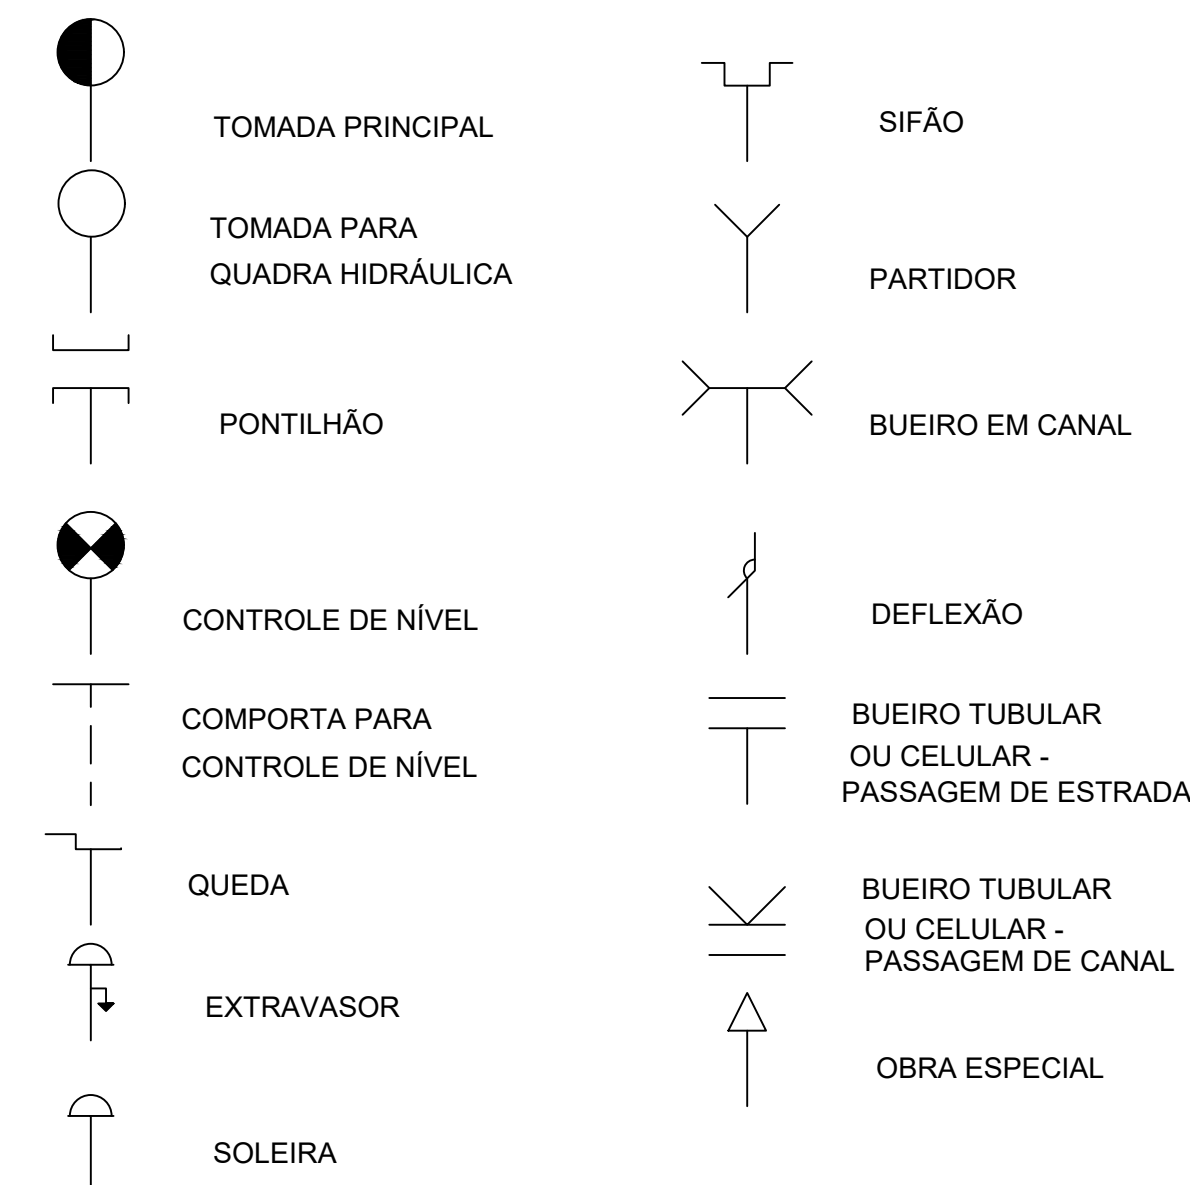 TOMADA PRINCIPAL
TOMADA PARA
QUADRA HIDRÁULICA
PONTILHÃO
CONTROLE DE NÍVEL
COMPORTA PARA
CONTROLE DE NÍVEL
QUEDA
EXTRAVASOR
SOLEIRA
SIFÃO
PARTIDOR
BUEIRO EM CANAL
DEFLEXÃO
BUEIRO TUBULAR
OU CELULAR -
PASSAGEM DE ESTRADA
BUEIRO TUBULAR
OU CELULAR -
PASSAGEM DE CANAL
OBRA ESPECIAL